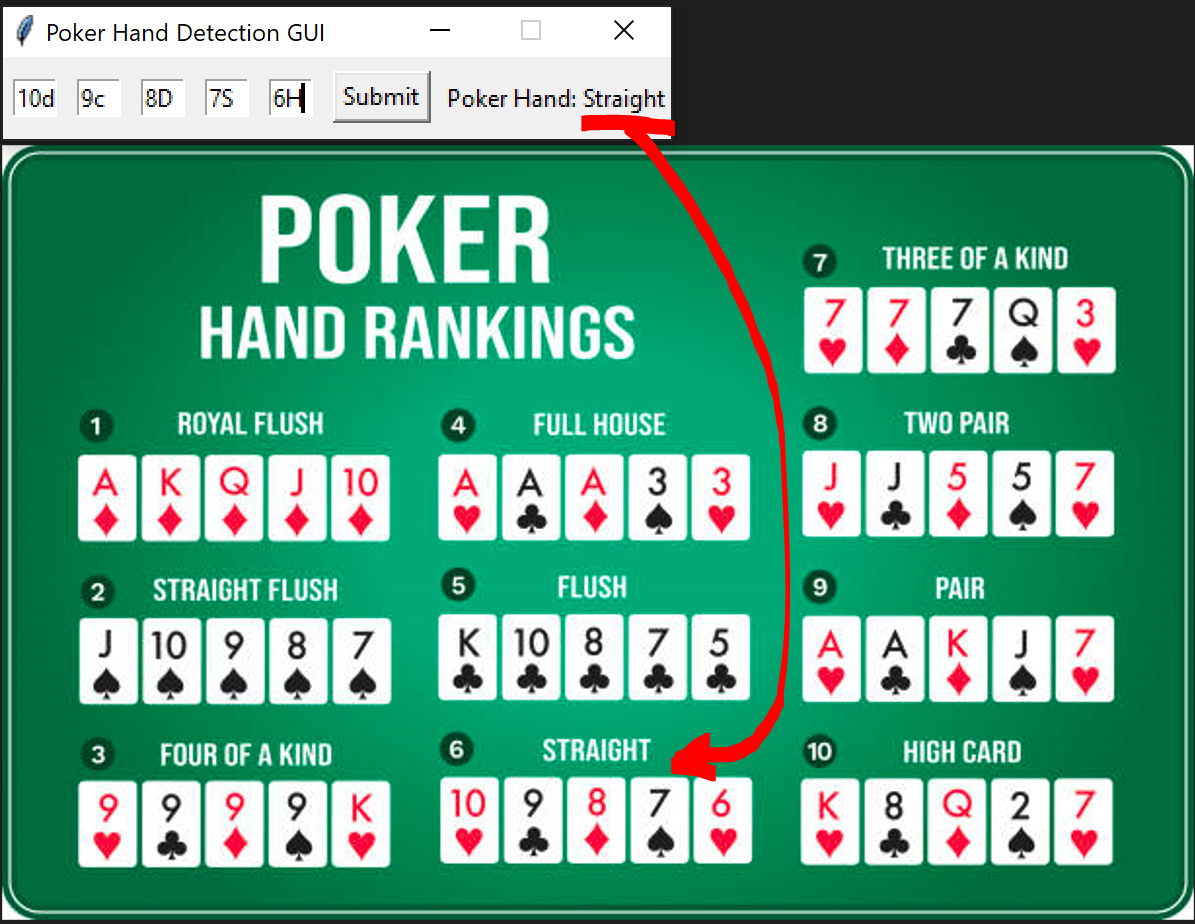 Poker Hand Detection GUI
10d 9c 8D 7S 6H Submit Poker Hand: Straight
POKER
HAND RANKINGS
1 ROYAL FLUSH
A K Q J 10
2 STRAIGHT FLUSH
J 10 9 8 7
3 FOUR OF A KIND
9 9 9 9 K
4 FULL HOUSE
A A A 3 3
5 FLUSH
K 10 8 7 5
6 STRAIGHT
10 9 8 7 6
7 THREE OF A KIND
7 7 7 Q 3
8 TWO PAIR
J J 5 5 7
9 PAIR
A A K J 7
10 HIGH CARD
K 8 Q 2 7